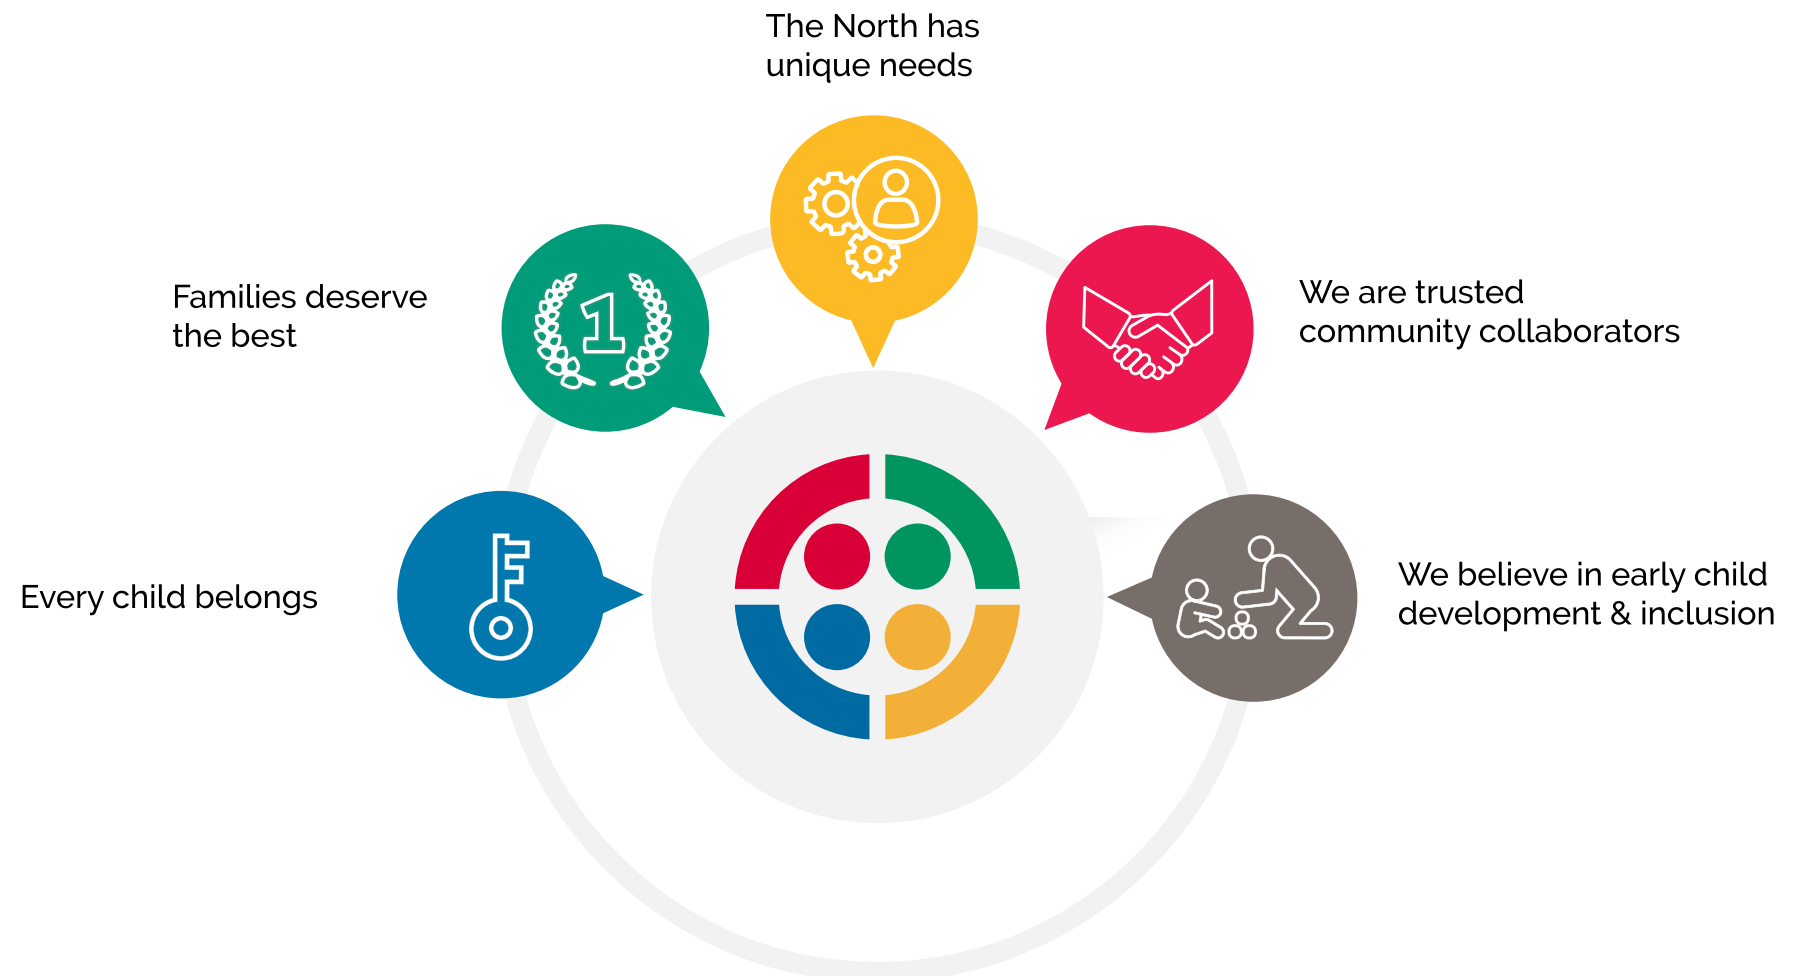 The North has
unique needs
Families deserve
the best
1
We are trusted
community collaborators
Every child belongs
We believe in early child
development & inclusion